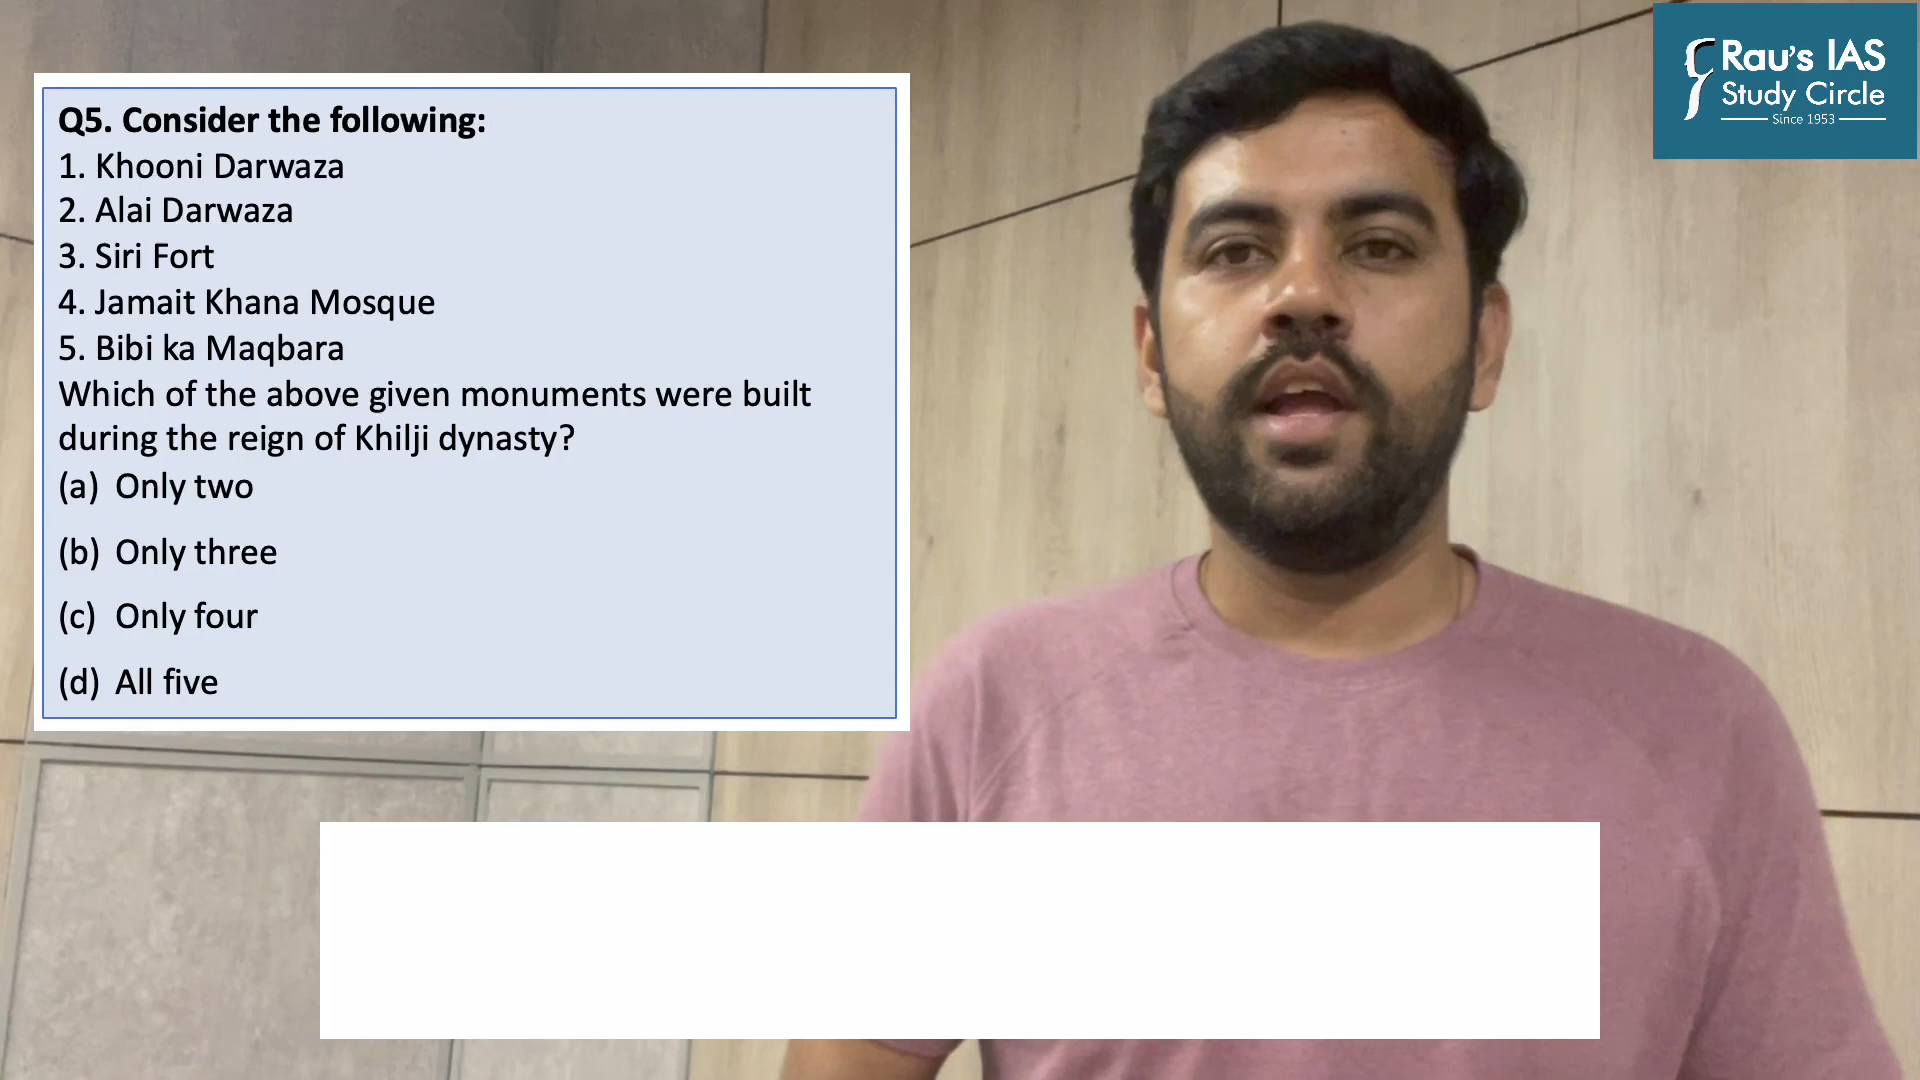 Rau's IAS
Study Circle
Since 1953
Q5. Consider the following:
1. Khooni Darwaza
2. Alai Darwaza
3. Siri Fort
4. Jamait Khana Mosque
5. Bibi ka Maqbara
Which of the above given monuments were built
during the reign of Khilji dynasty?
(a) Only two
(b) Only three
(c) Only four
(d) All five